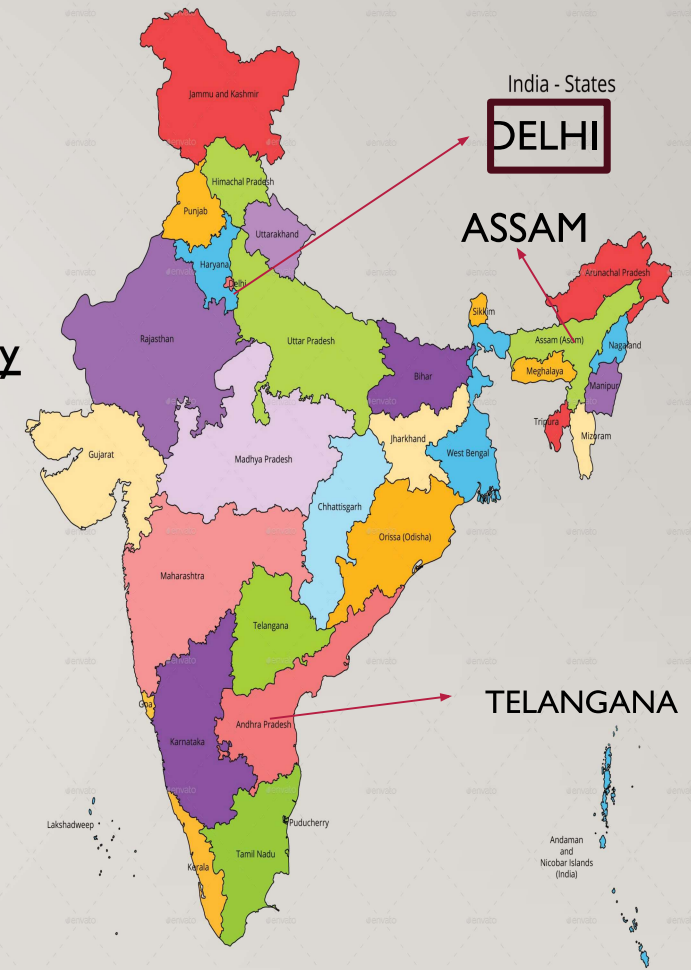 India - States
DELHI
ASSAM
y
TELANGANA
Jammu and Kashmir
Himachal Pradesh
Punjab
Uttarakhand
Haryana
Delhi
Arunachal Pradesh
Sikkim
Rajasthan
Uttar Pradesh
Assam (Asom)
Nagaland
Bihar
Meghalaya
Manipur
Tripura
Mizoram
Gujarat
Madhya Pradesh
Jharkhand
West Bengal
Chhattisgarh
Orissa (Odisha)
Maharashtra
Telangana
Goa
Andhra Pradesh
Karnataka
Lakshadweep
Puducherry
Tamil Nadu
Kerala
Andaman
and
Nicobar Islands
(India)